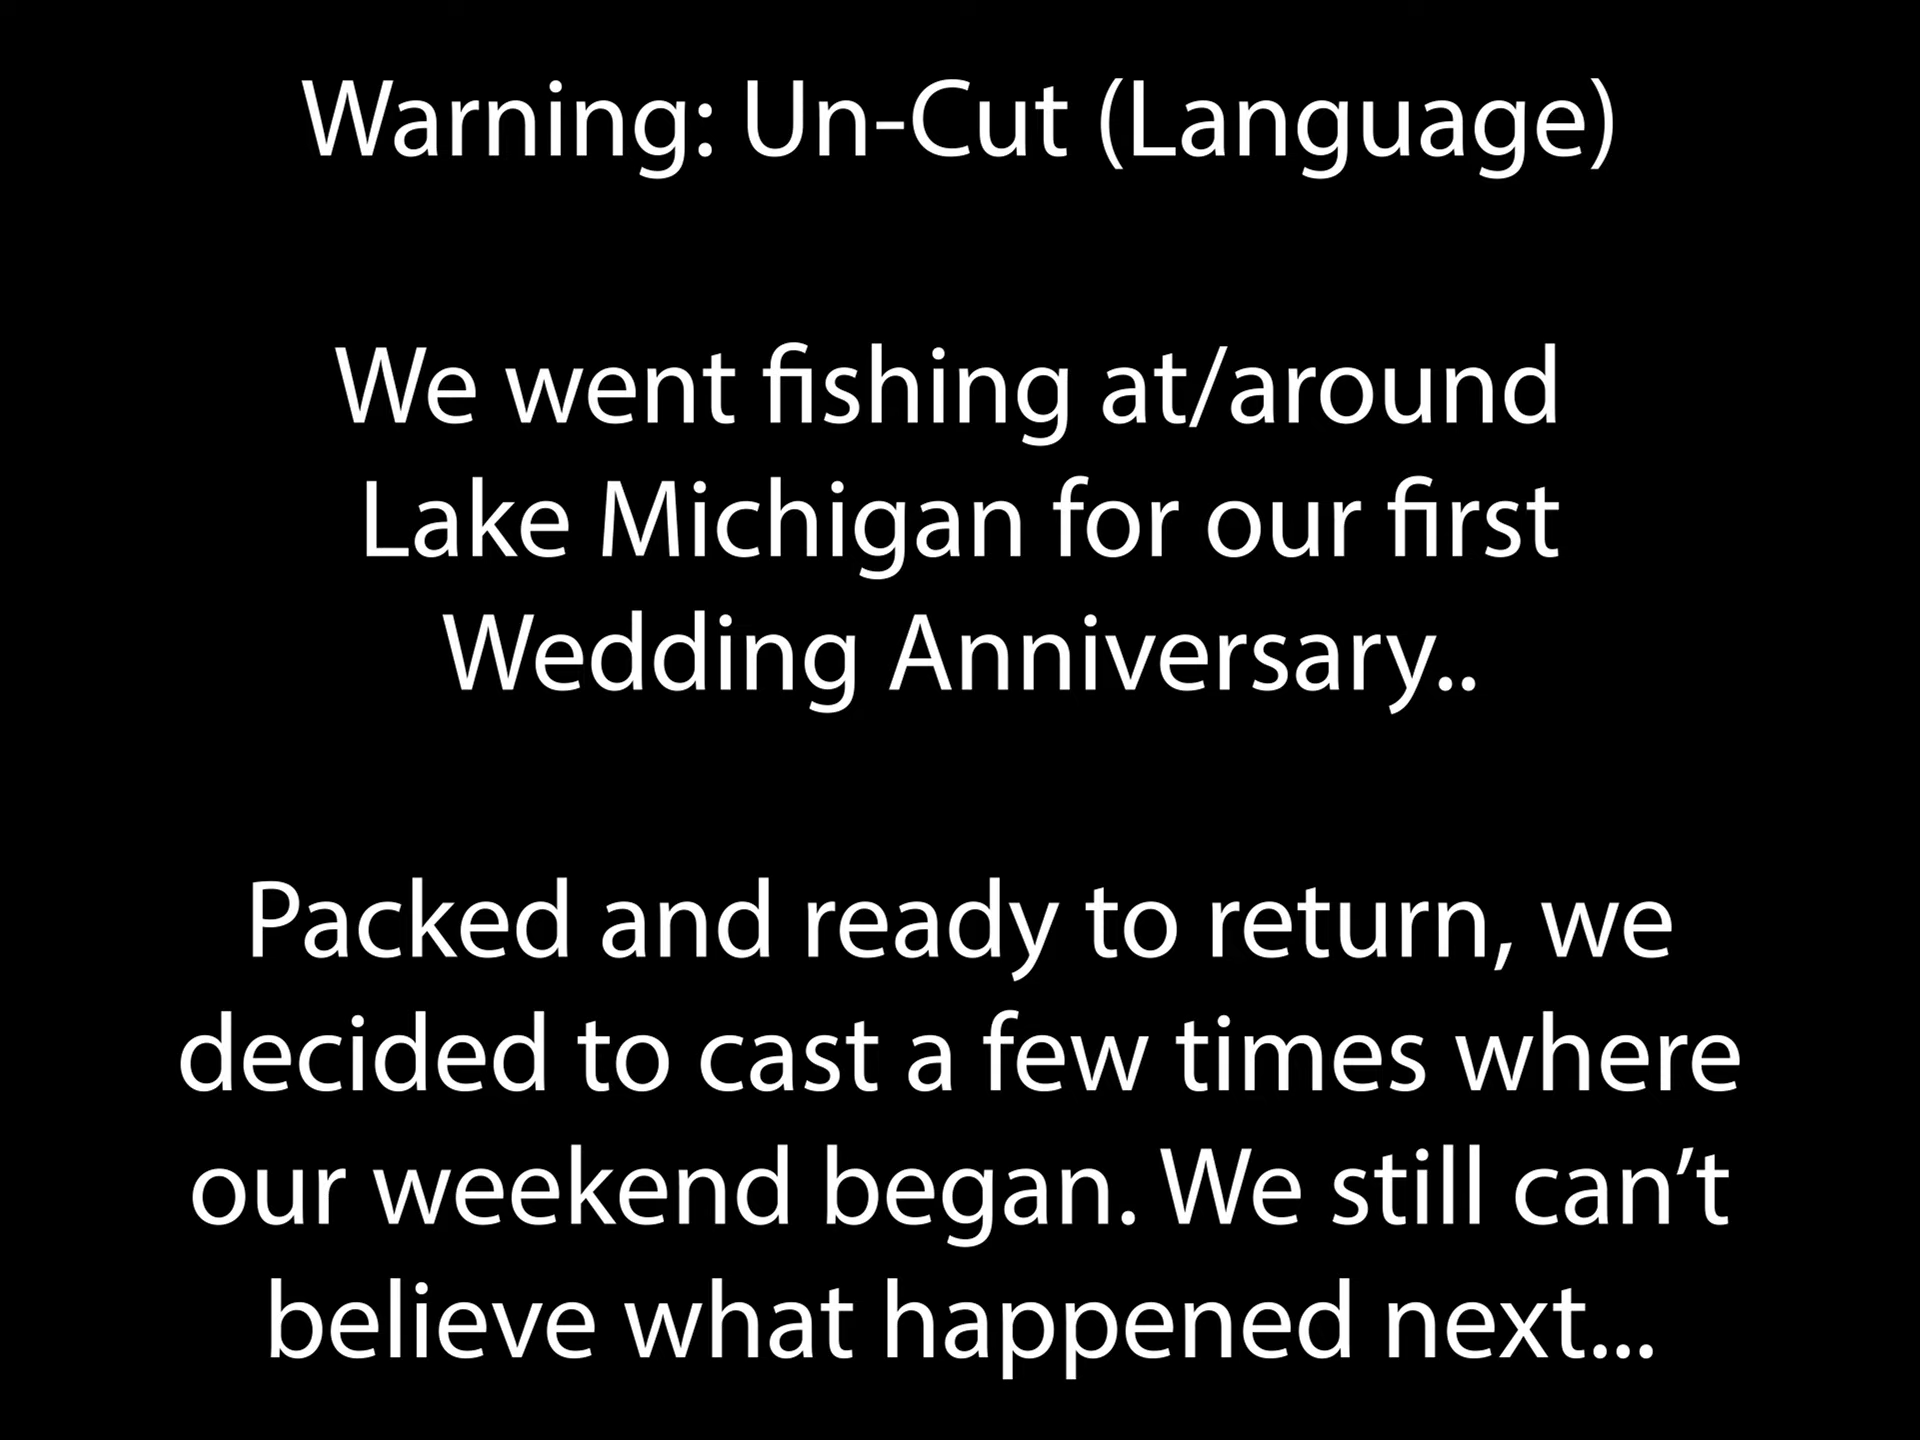 Warning: Un-Cut (Language)
We went fishing at/around
Lake Michigan for our first
Wedding Anniversary..
Packed and ready to return, we
decided to cast a few times where
our weekend began. We still can’t
believe what happened next...